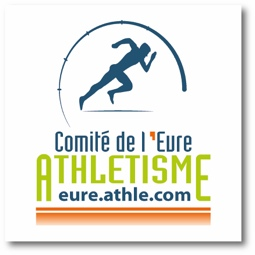 Comité de l 'Eure
ATHLETISME
eure.athle.com